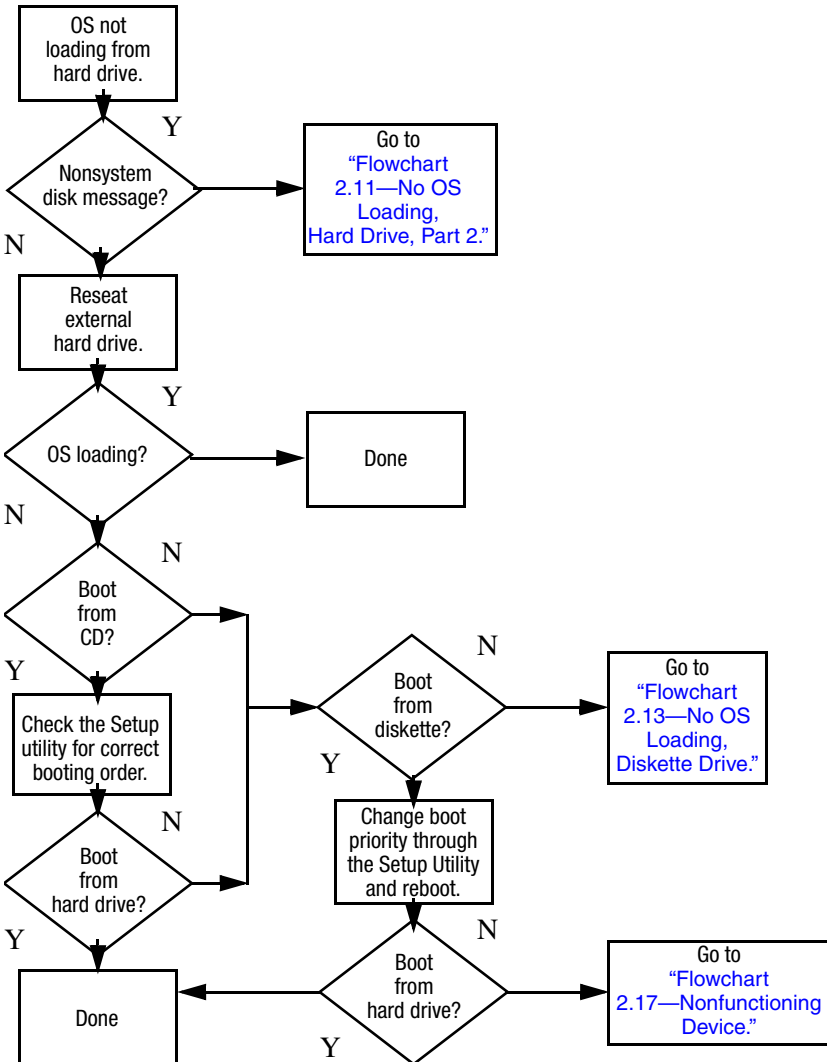 OS not
loading from
hard drive.
Y
Nonsystem
disk message?
Go to
“Flowchart
2.11—No OS
Loading,
Hard Drive, Part 2.”
N
Reseat
external
hard drive.
Y
OS loading?
Done
N
N
Boot
from
CD?
Y
Check the Setup
utility for correct
booting order.
N
Boot
from
hard drive?
Y
Done
N
Boot
from
diskette?
Go to
“Flowchart
2.13—No OS
Loading,
Diskette Drive.”
Y
Change boot
priority through
the Setup Utility
and reboot.
N
Boot
from
hard drive?
Y
Go to
“Flowchart
2.17—Nonfunctioning
Device.”